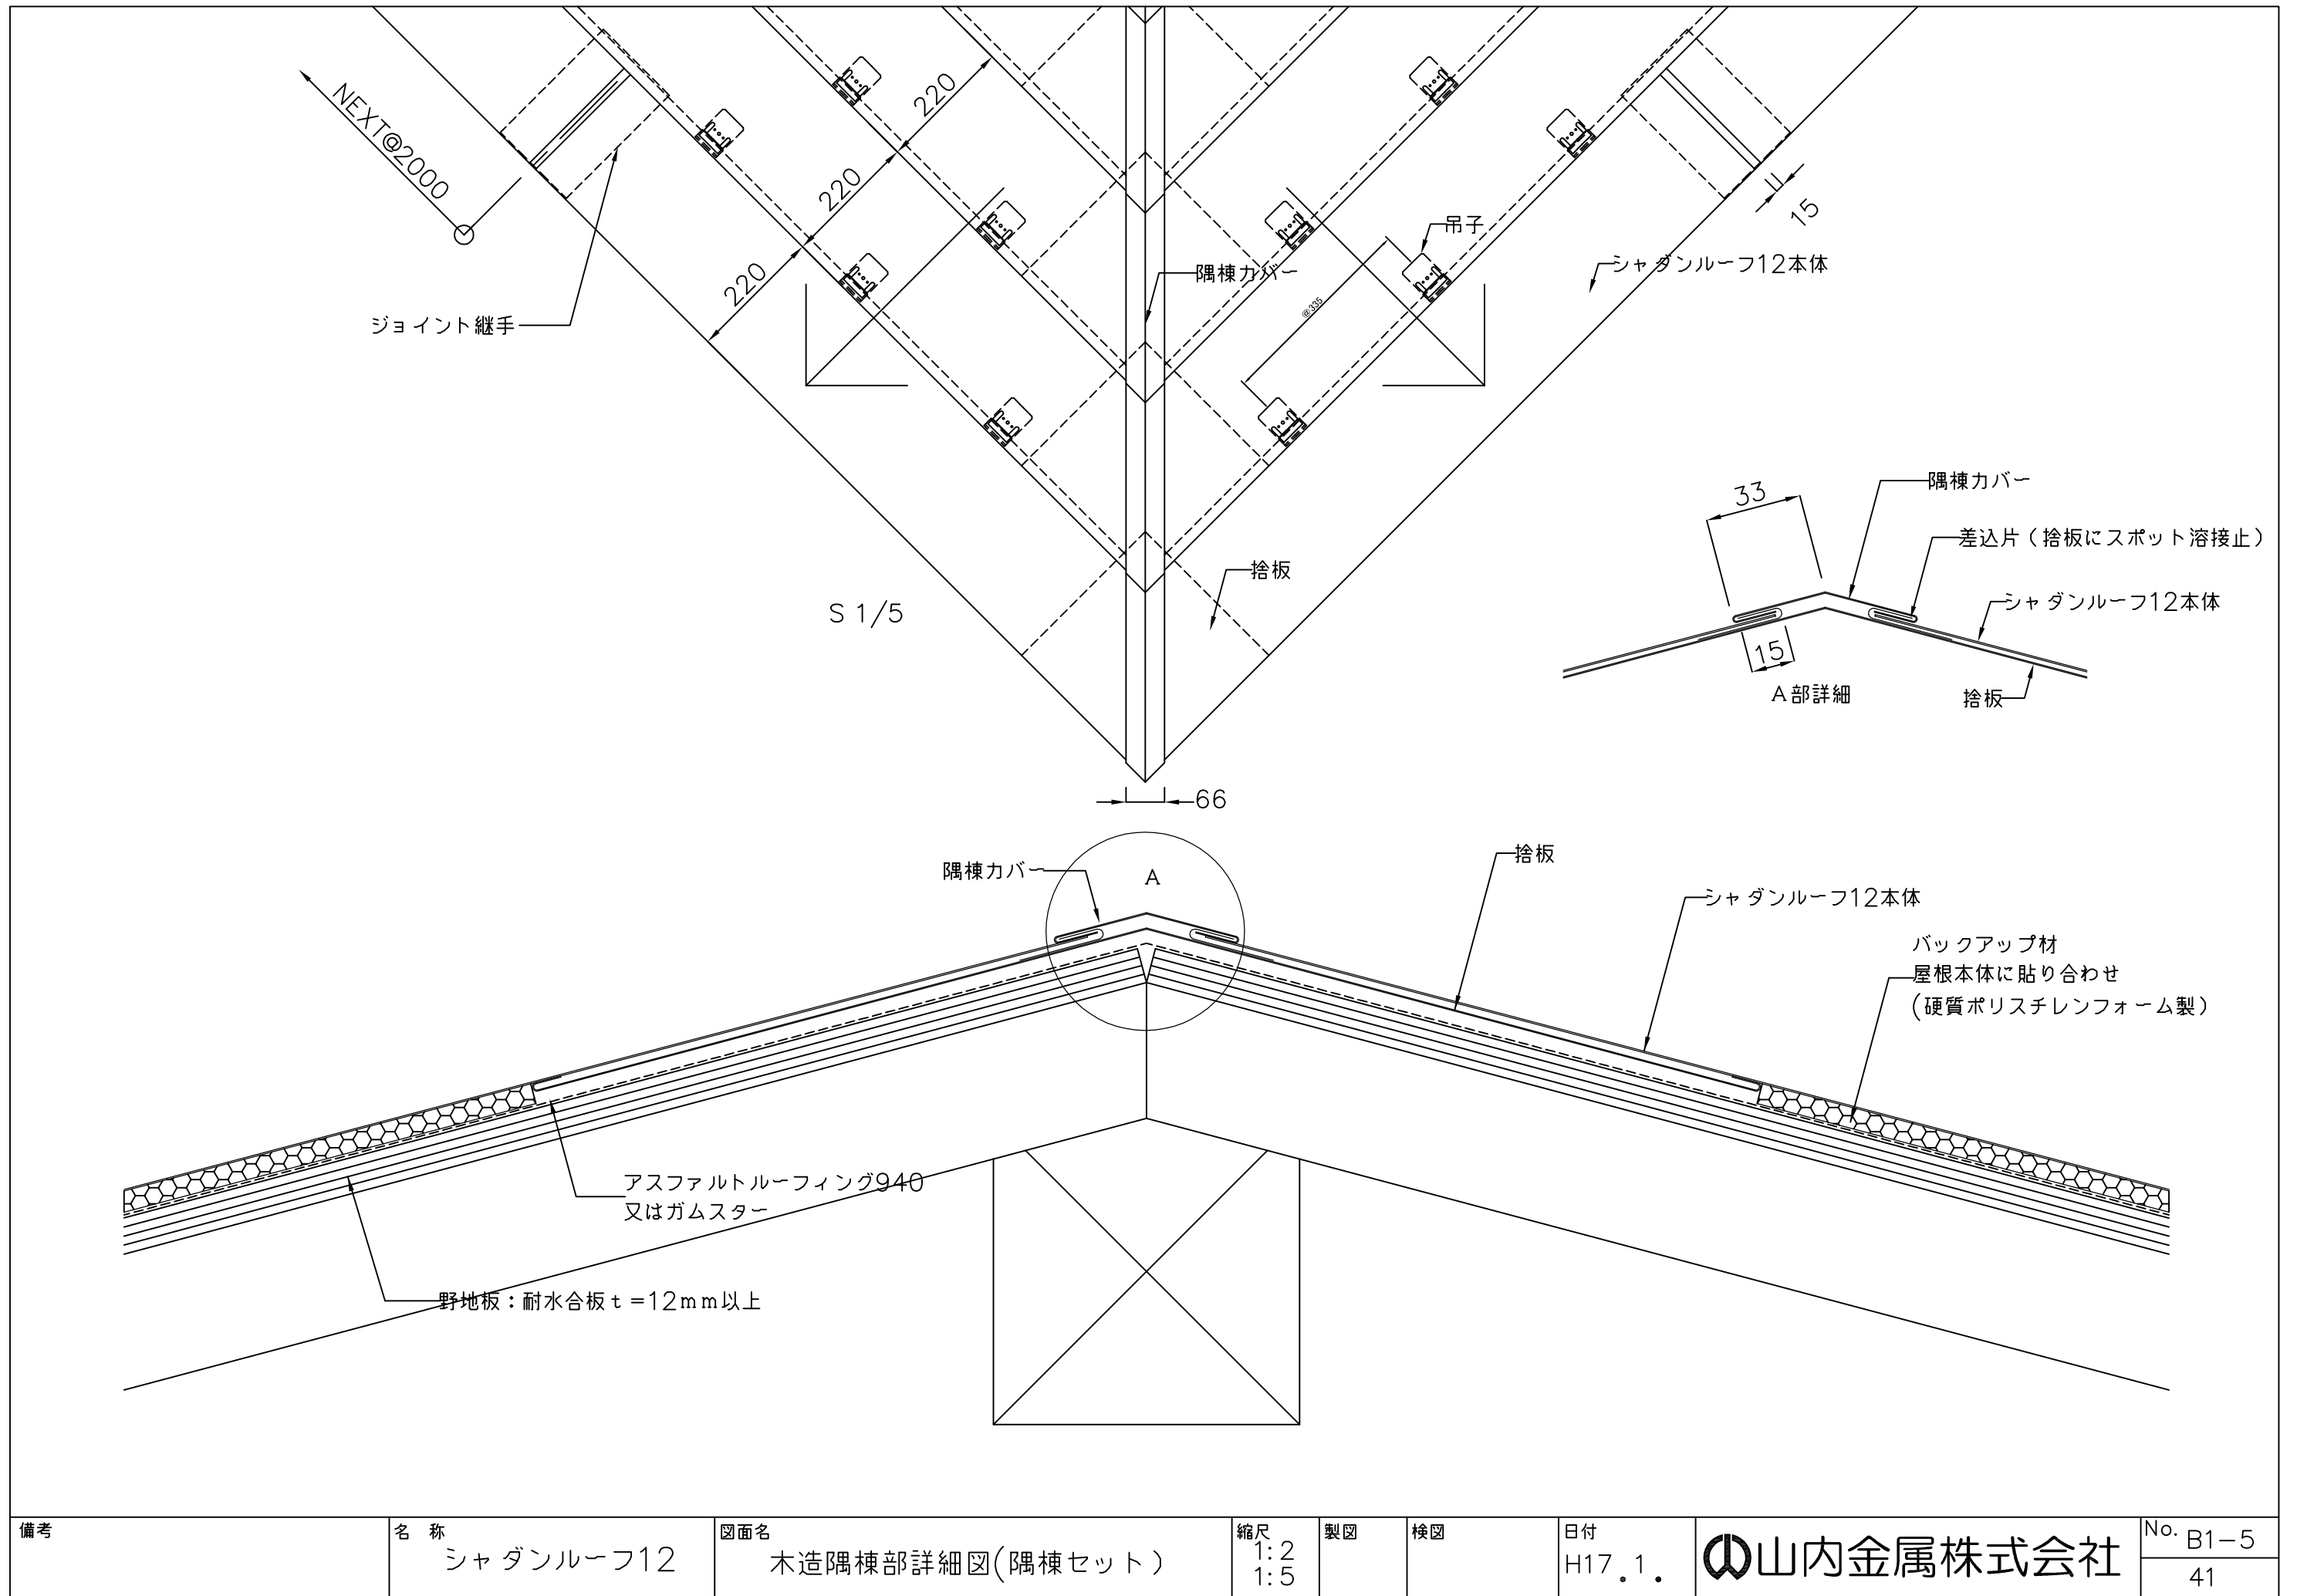 NEXT@2000
220
220
220
ジョイント継手
隅棟カバー
吊子
@335
15
シャダンルーフ12本体
捨板
S 1/5
66
33
隅棟カバー
差込片（捨板にスポット溶接止）
シャダンルーフ12本体
15
A部詳細
捨板
隅棟カバー
A
捨板
シャダンルーフ12本体
バックアップ材
屋根本体に貼り合わせ
(硬質ポリスチレンフォーム製)
アスファルトルーフィング940
又はガムスター
野地板：耐水合板ｔ＝12ｍｍ以上
備考
名 称
シャダンルーフ12
図面名
木造隅棟部詳細図(隅棟セット)
縮尺
1:2
1:5
製図
検図
日付
H17.1.
山内金属株式会社
No. B1-5
41